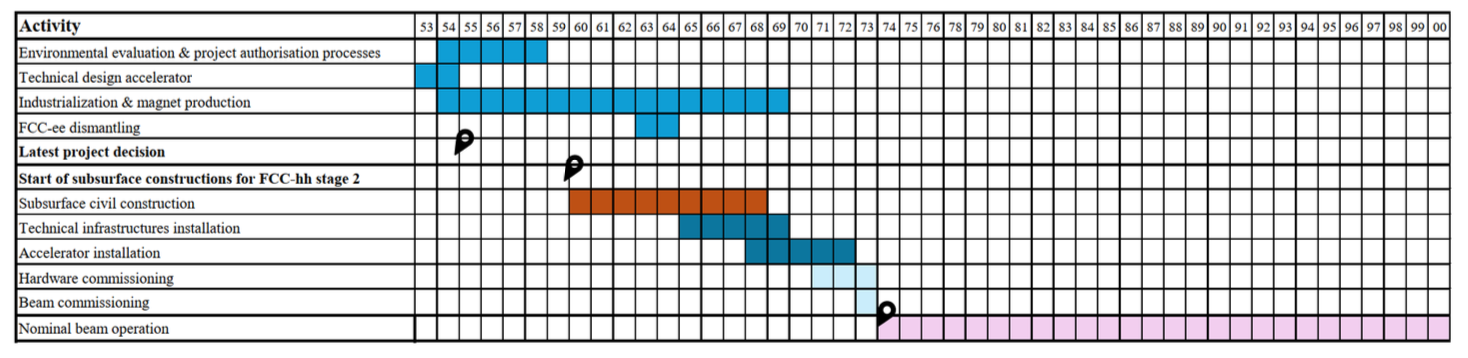 Activity 53 54 55 56 57 58 59 60 61 62 63 64 65 66 67 68 69 70 71 72 73 74 75 76 78 79 80 81 82 83 84 85 86 87 88 89 90 91 92 93 94 95 96 97 98 99 00
Environmental evaluation & project authorisation processes
Technical design accelerator
Industrialization & magnet production
FCC-ee dismantling
Latest project decision
Start of subsurface constructions for FCC-hh stage 2
Subsurface civil construction
Technical infrastructures installation
Accelerator installation
Hardware commissioning
Beam commissioning
Nominal beam operation